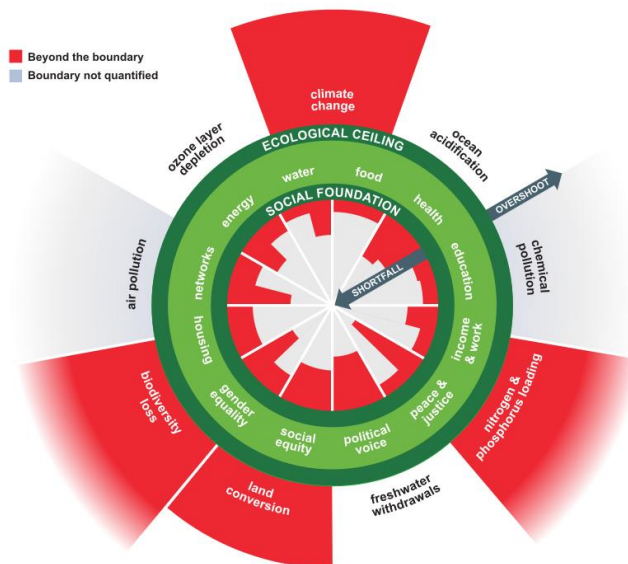 Beyond the boundary
Boundary not quantified
climate
change
ozone layer
depletion
ocean
acidification
ECOLOGICAL CEILING
OVERSHOOT
water
food
energy
health
SOCIAL FOUNDATION
SHORTFALL
networks
education
air pollution
chemical
pollution
housing
income
& work
gender
equality
peace &
justice
social
equity
political
voice
biodiversity
loss
nitrogen &
phosphorus loading
land
conversion
freshwater
withdrawals